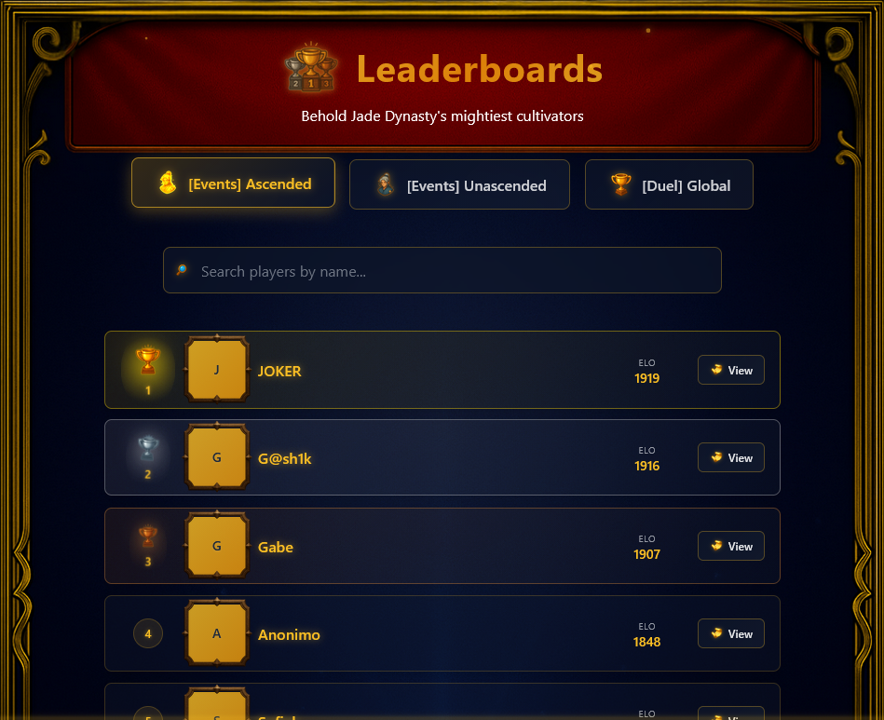 Leaderboards
Behold Jade Dynasty's mightiest cultivators
[Events] Ascended
[Events] Unascended
[Duel] Global
Search players by name...
1
J
JOKER
ELO
1919
View
2
G
G@sh1k
ELO
1916
View
3
G
Gabe
ELO
1907
View
4
A
Anonimo
ELO
1848
View
ELO
View